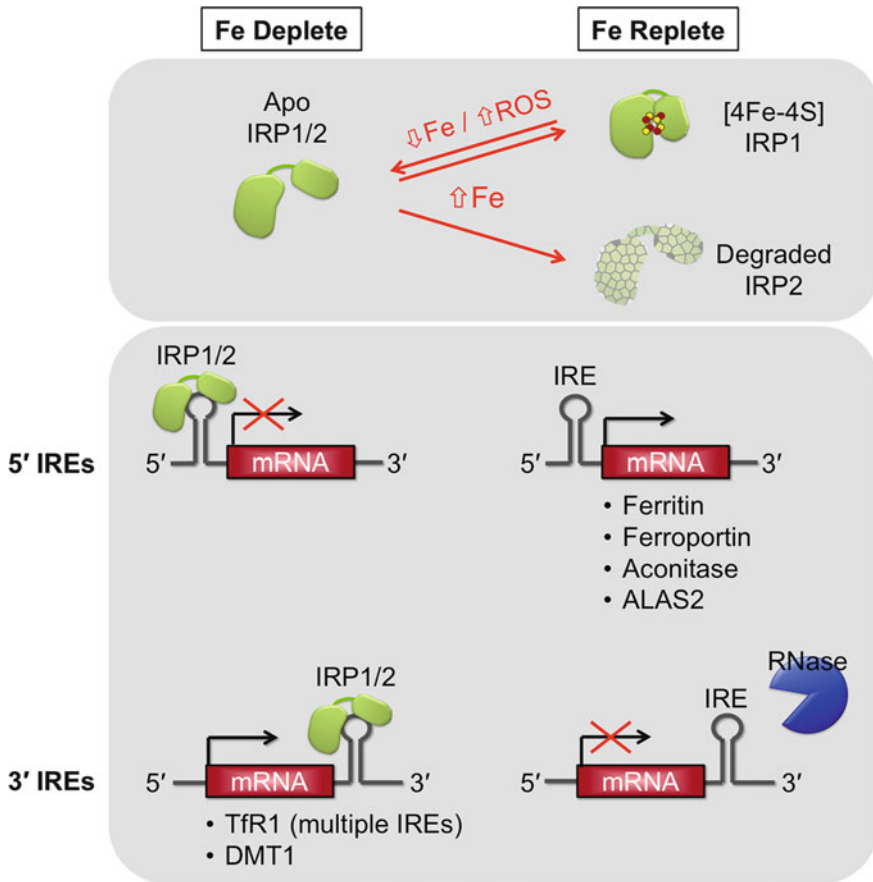 Fe Deplete
Fe Replete
Apo
IRP1/2
⇩Fe / ⇧ROS
[4Fe-4S]
IRP1
⇧Fe
Degraded
IRP2
IRP1/2
IRE
5′ IREs
5′
mRNA
3′
5′
mRNA
3′
• Ferritin
• Ferroportin
• Aconitase
• ALAS2
IRP1/2
IRE
RNase
3′ IREs
5′
mRNA
3′
5′
mRNA
3′
• TfR1 (multiple IREs)
• DMT1